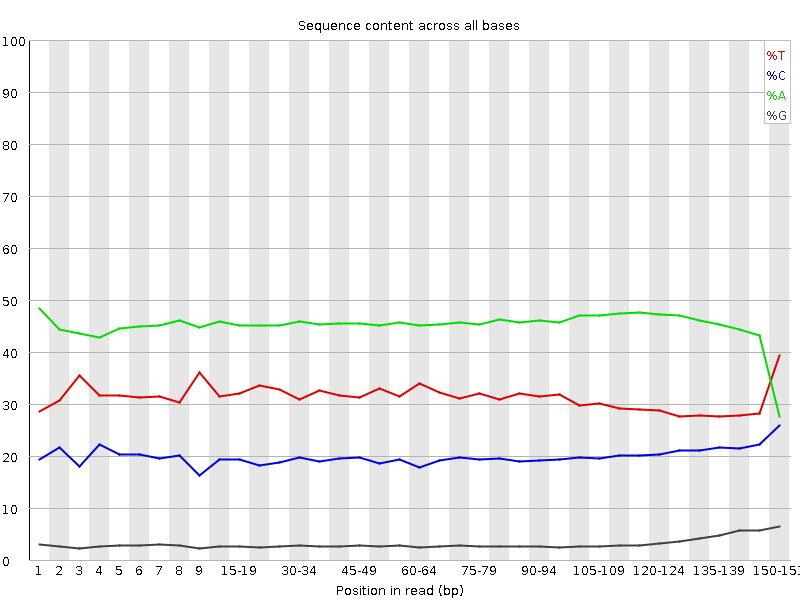 Sequence content across all bases
100
90
80
70
60
50
40
30
20
10
0
%T
%C
%A
%G
1 2 3 4 5 6 7 8 9 15-19 30-34 45-49 60-64 75-79 90-94 105-109 120-124 135-139 150-151
Position in read (bp)